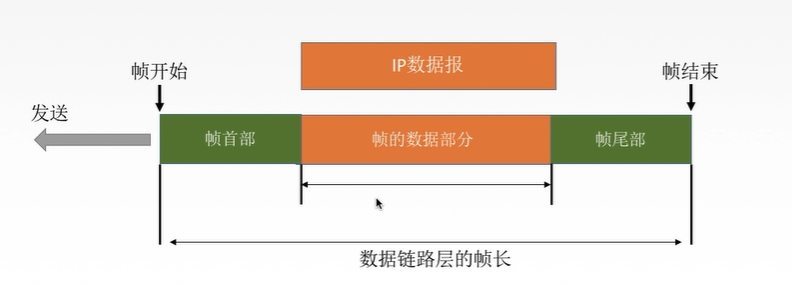 IP数据报
帧开始
帧结束
发送
帧首部
帧的数据部分
帧尾部
数据链路层的帧长